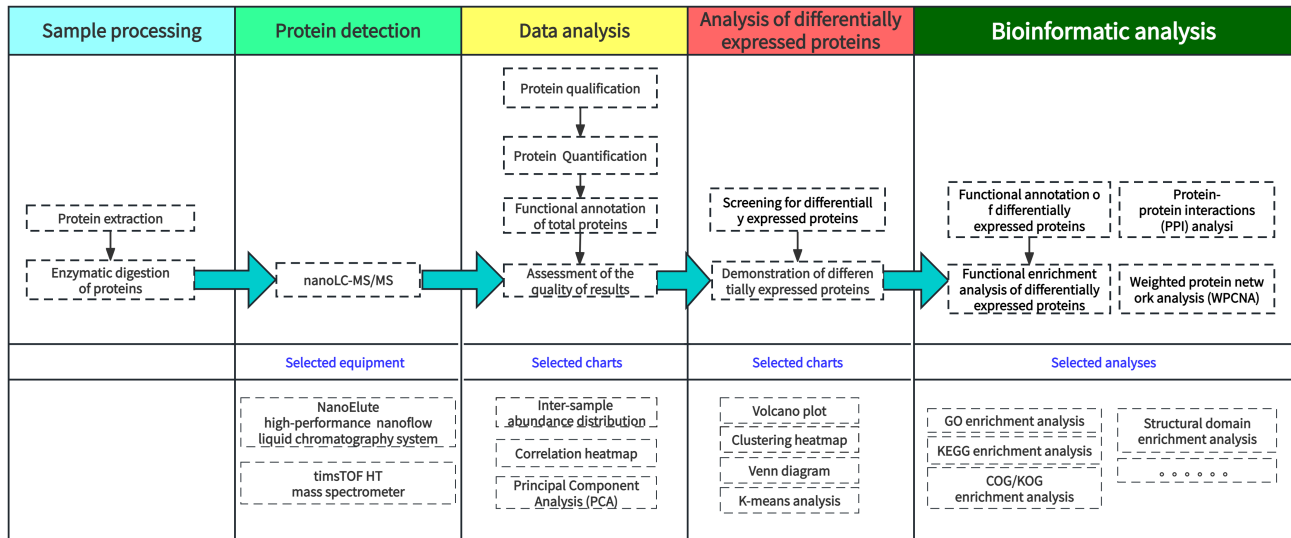 Sample processing
Protein detection
Data analysis
Analysis of differentially
expressed proteins
Bioinformatic analysis
Protein extraction
Enzymatic digestion
of proteins
nanoLC-MS/MS
Protein qualification
Protein Quantification
Functional annotation
of total proteins
Assessment of the
quality of results
Screening for differentiall
y expressed proteins
Demonstration of differen
tially expressed proteins
Functional annotation o
f differentially
expressed proteins
Functional enrichment
analysis of differentially
expressed proteins
Protein-
protein interactions
(PPI) analysi
Weighted protein netw
ork analysis (WPCNA)
Selected equipment
Selected charts
Selected charts
Selected analyses
NanoElute
high-performance nanoflow
liquid chromatography system
timsTOF HT
mass spectrometer
Inter-sample
abundance distribution
Correlation heatmap
Principal Component
Analysis (PCA)
Volcano plot
Clustering heatmap
Venn diagram
K-means analysis
GO enrichment analysis
KEGG enrichment analysis
COG/KOG
enrichment analysis
Structural domain
enrichment analysis
。。。。。。